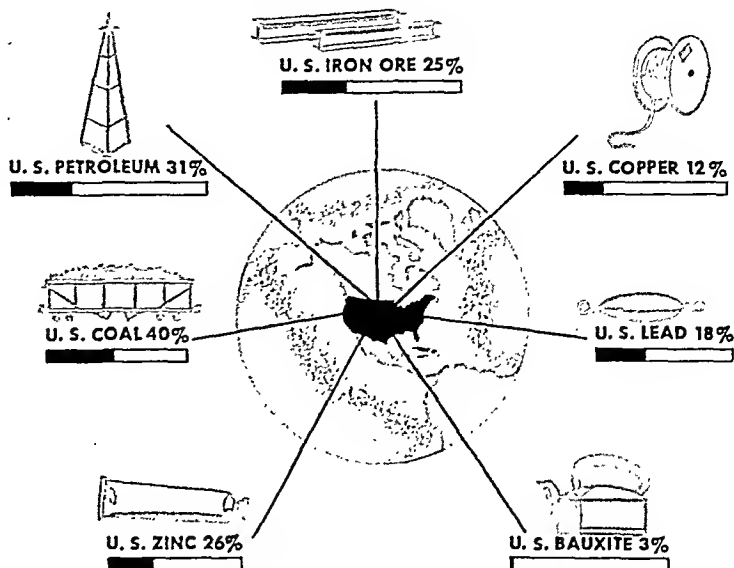 U. S. IRON ORE 25%
U. S. PETROLEUM 31%
U. S. COPPER 12%
U. S. COAL 40%
U. S. LEAD 18%
U. S. ZINC 26%
U. S. BAUXITE 3%